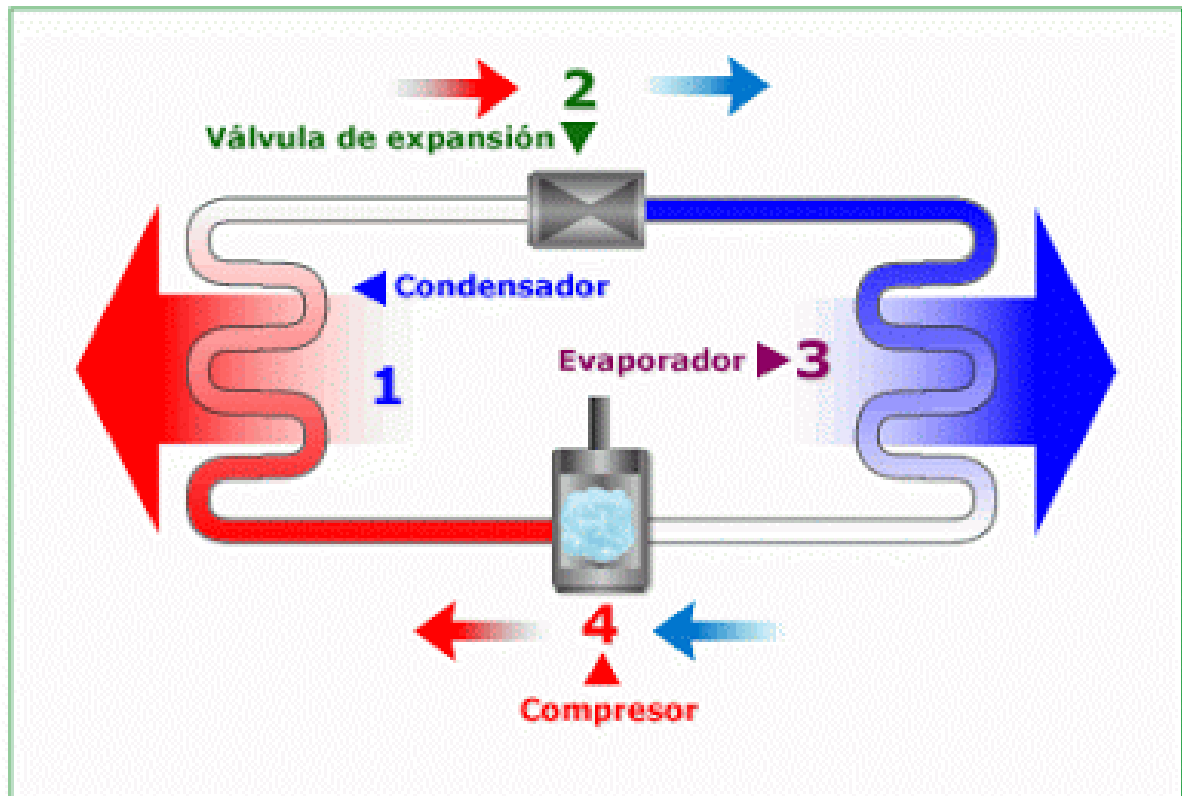 2
Válvula de expansión
Condensador
Evaporador 3
1
4
Compresor